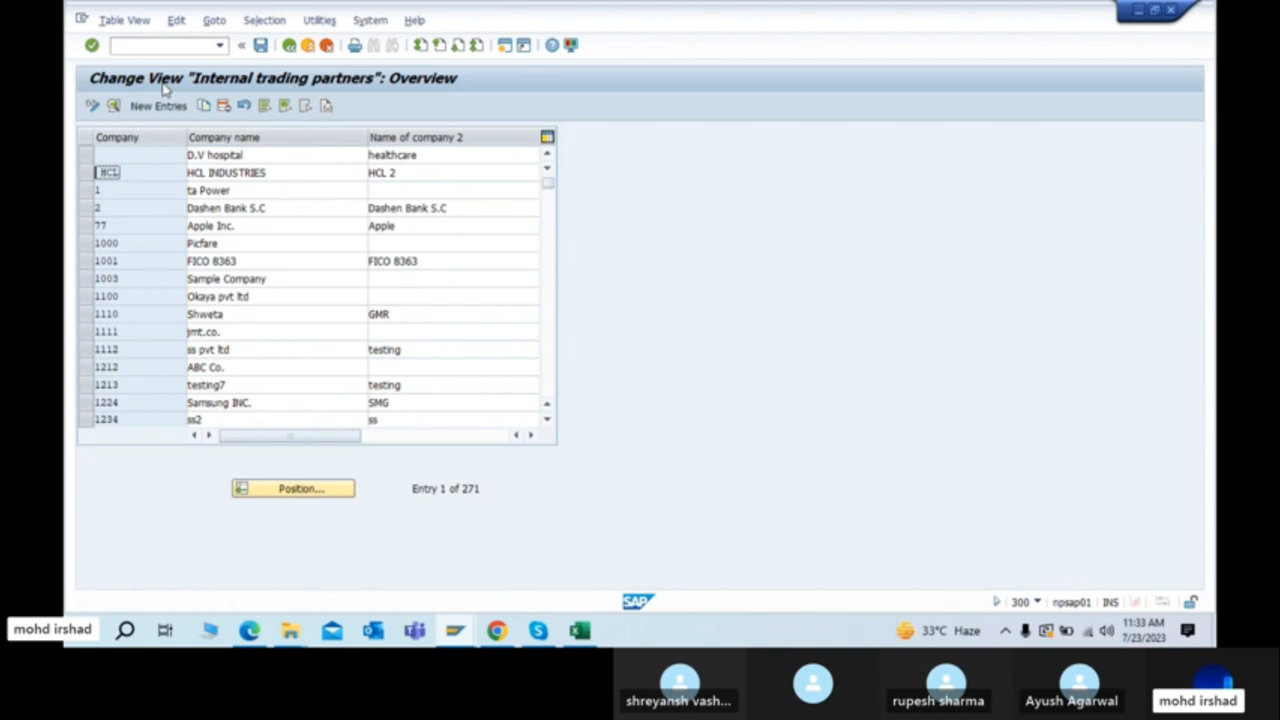 Table View Edit Goto Selection Utilities System Help
Change View "Internal trading partners": Overview
New Entries
Company Company name Name of company 2
D.V hospital healthcare
HCL HCL INDUSTRIES HCL 2
1 ta Power
2 Dashen Bank S.C Dashen Bank S.C
77 Apple Inc. Apple
1000 Picfare
1001 FICO 8363 FICO 8363
1003 Sample Company
1100 Okaya pvt ltd
1110 Shweta GMR
1111 jmt.co.
1112 ss pvt ltd testing
1212 ABC Co.
1213 testing7 testing
1224 Samsung INC. SMG
1234 ss2 ss
Position... Entry 1 of 271
SAP
300 npsap01 INS
mohd irshad
33°C Haze
11:33 AM
7/23/2023
shreyansh vash...
rupesh sharma
Ayush Agarwal
mohd irshad